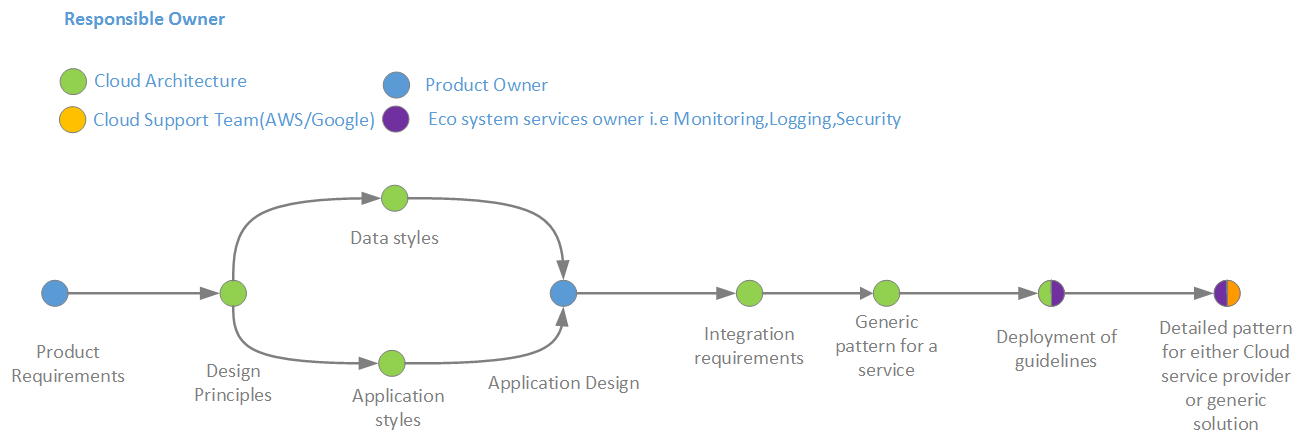 Responsible Owner
Cloud Architecture
Product Owner
Cloud Support Team(AWS/Google)
Eco system services owner i.e Monitoring,Logging,Security
Data styles
Product
Requirements
Design
Principles
Application
styles
Application Design
Integration
requirements
Generic
pattern for a
service
Deployment of
guidelines
Detailed pattern
for either Cloud
service provider
or generic
solution